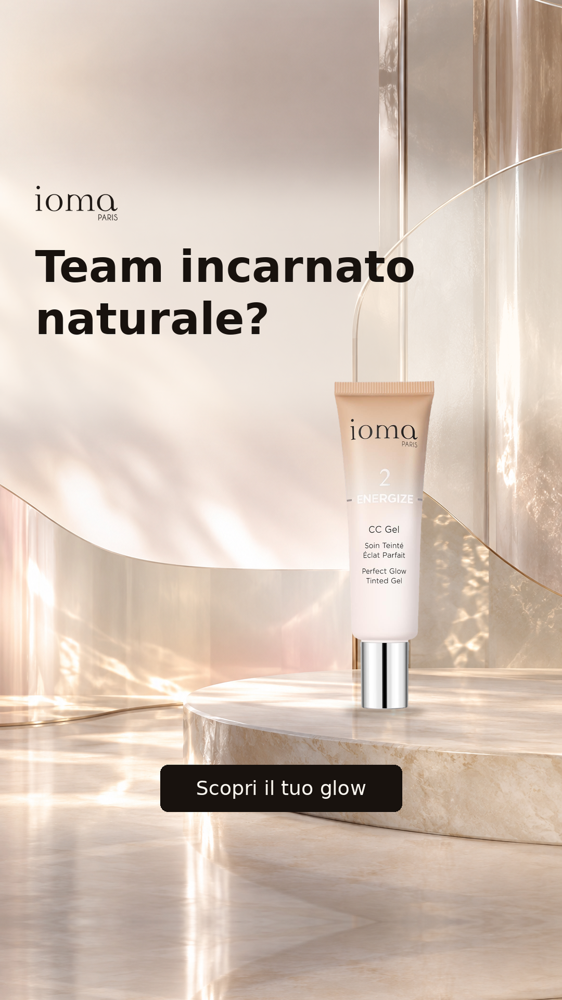 ioma
PARIS
Team incarnato
naturale?
ioma
PARIS
2
ENERGIZE
CC Gel
Soin Teinté
Éclat Parfait
Perfect Glow
Tinted Gel
Scopri il tuo glow